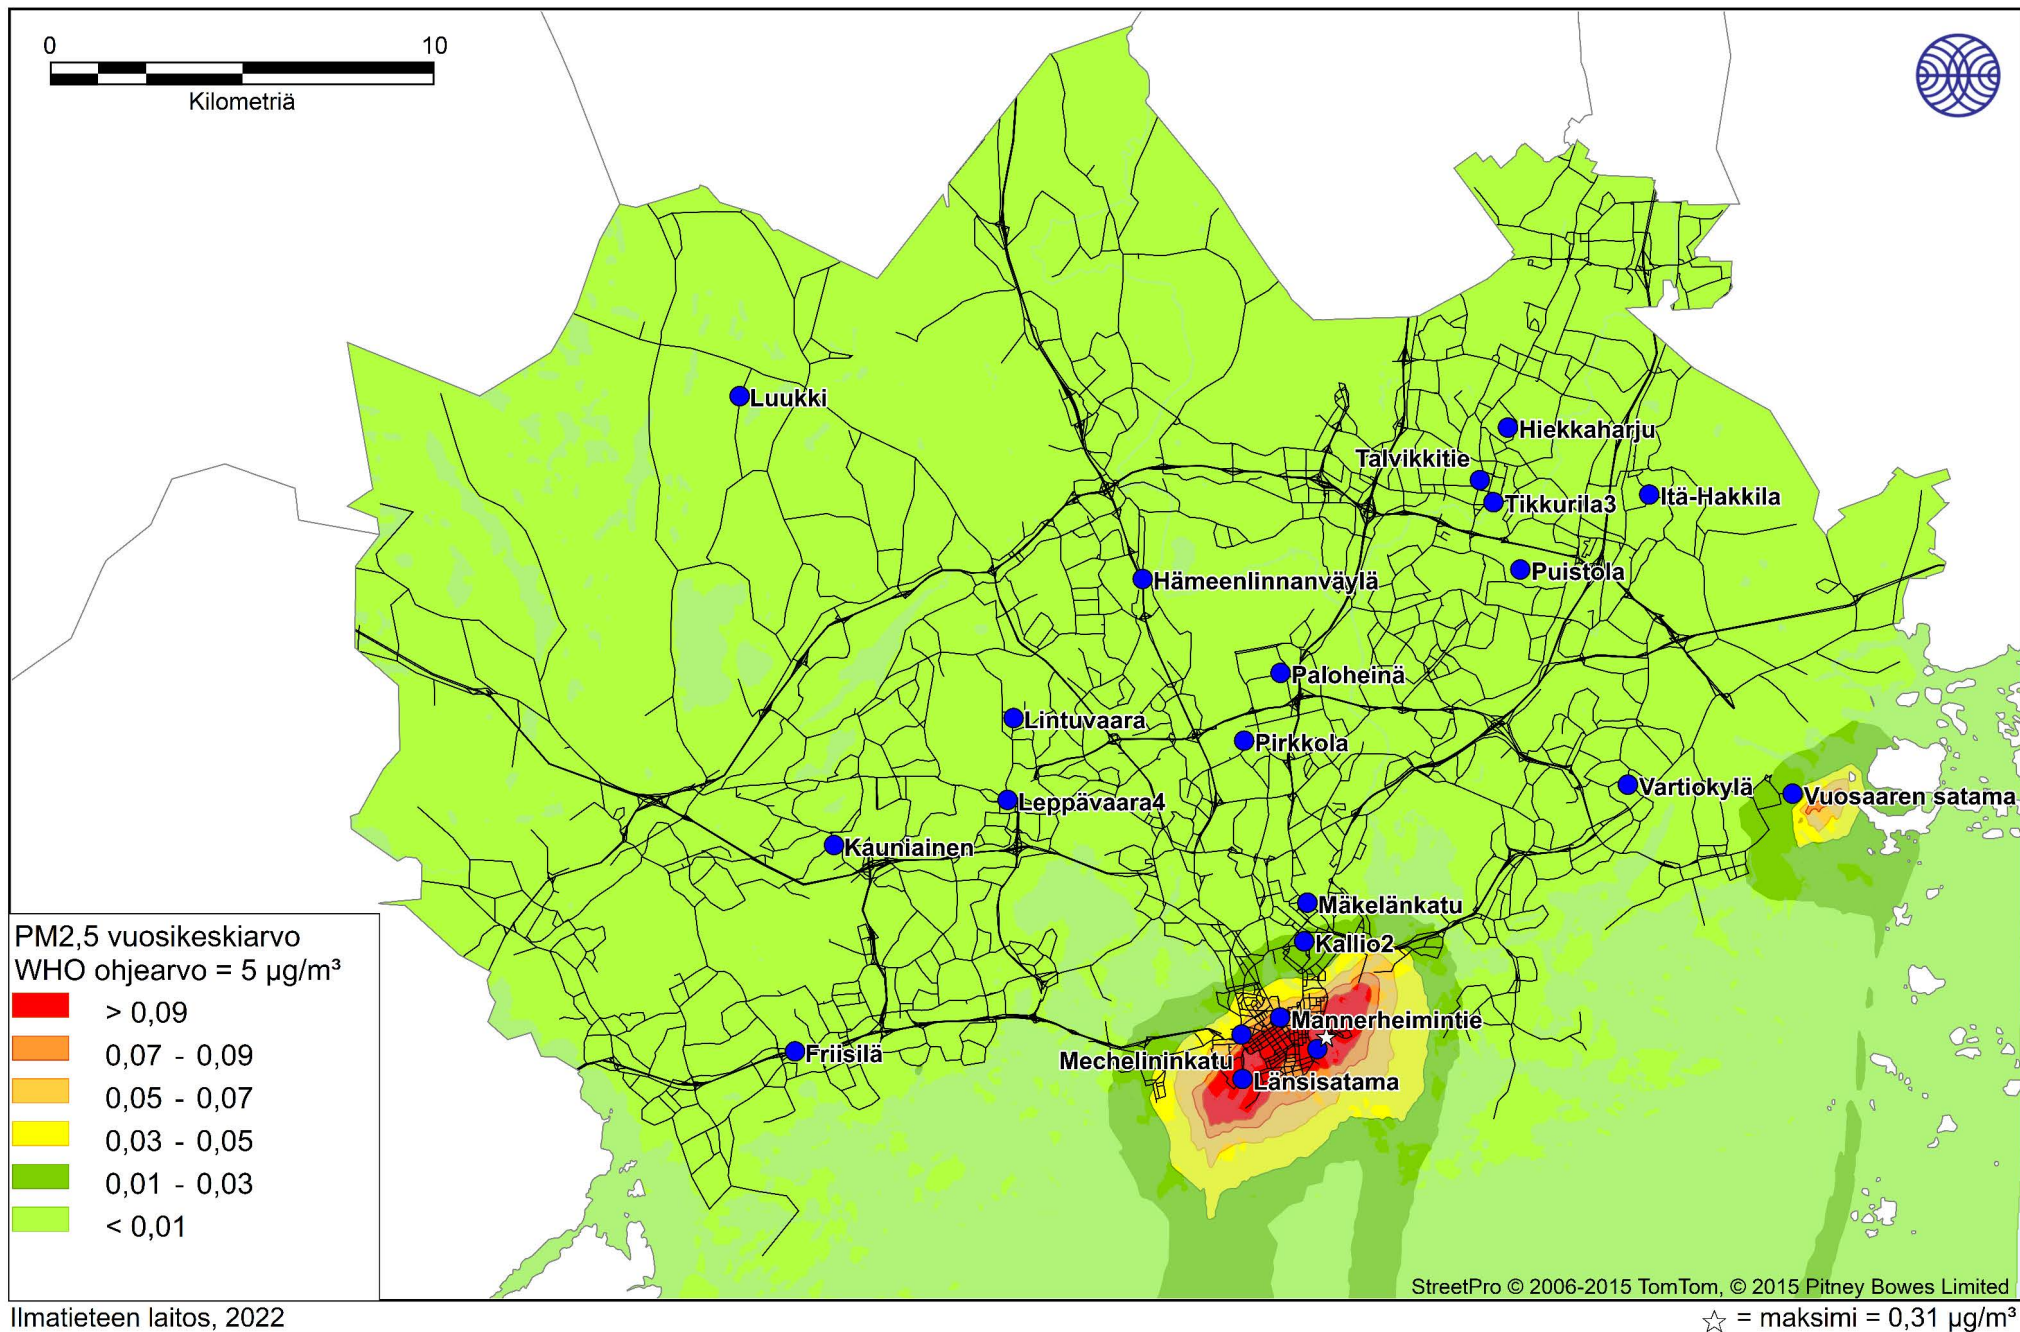 0 10
Kilometriä
Luukki
Hiekkaharju
Talvikkitie
Tikkurila3
Itä-Hakkila
Puistola
Hämeenlinnanväylä
Paloheinä
Lintuvaara
Pirkkola
Vartiokylä
Vuosaaren satama
Leppävaara4
Kauniainen
Mäkelänkatu
Kallio2
Mannerheimintie
Friisilä
Mechelininkatu
Länsisatama
PM2,5 vuosikeskiarvo
WHO ohjearvo = 5 µg/m³
> 0,09
0,07 - 0,09
0,05 - 0,07
0,03 - 0,05
0,01 - 0,03
< 0,01
StreetPro © 2006-2015 TomTom, © 2015 Pitney Bowes Limited
Ilmatieteen laitos, 2022
☆ = maksimi = 0,31 µg/m³